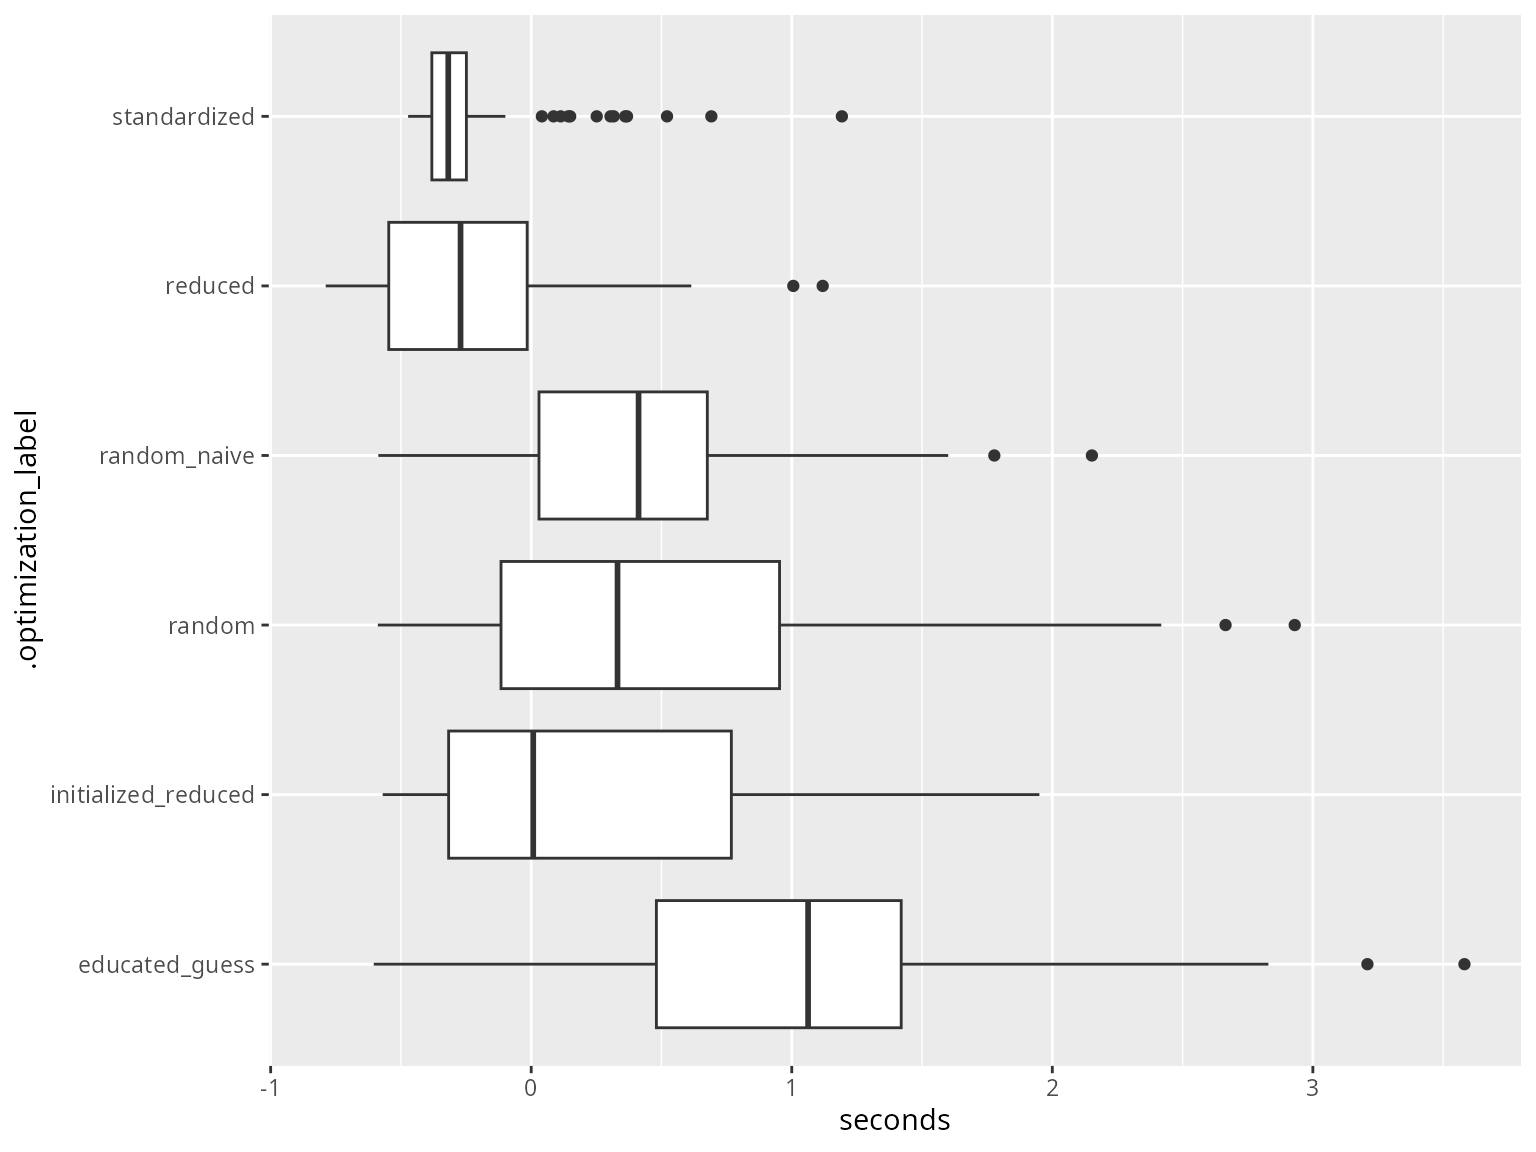 standardized
reduced
random_naive
random
initialized_reduced
educated_guess
.optimization_label
-1 0 1 2 3
seconds